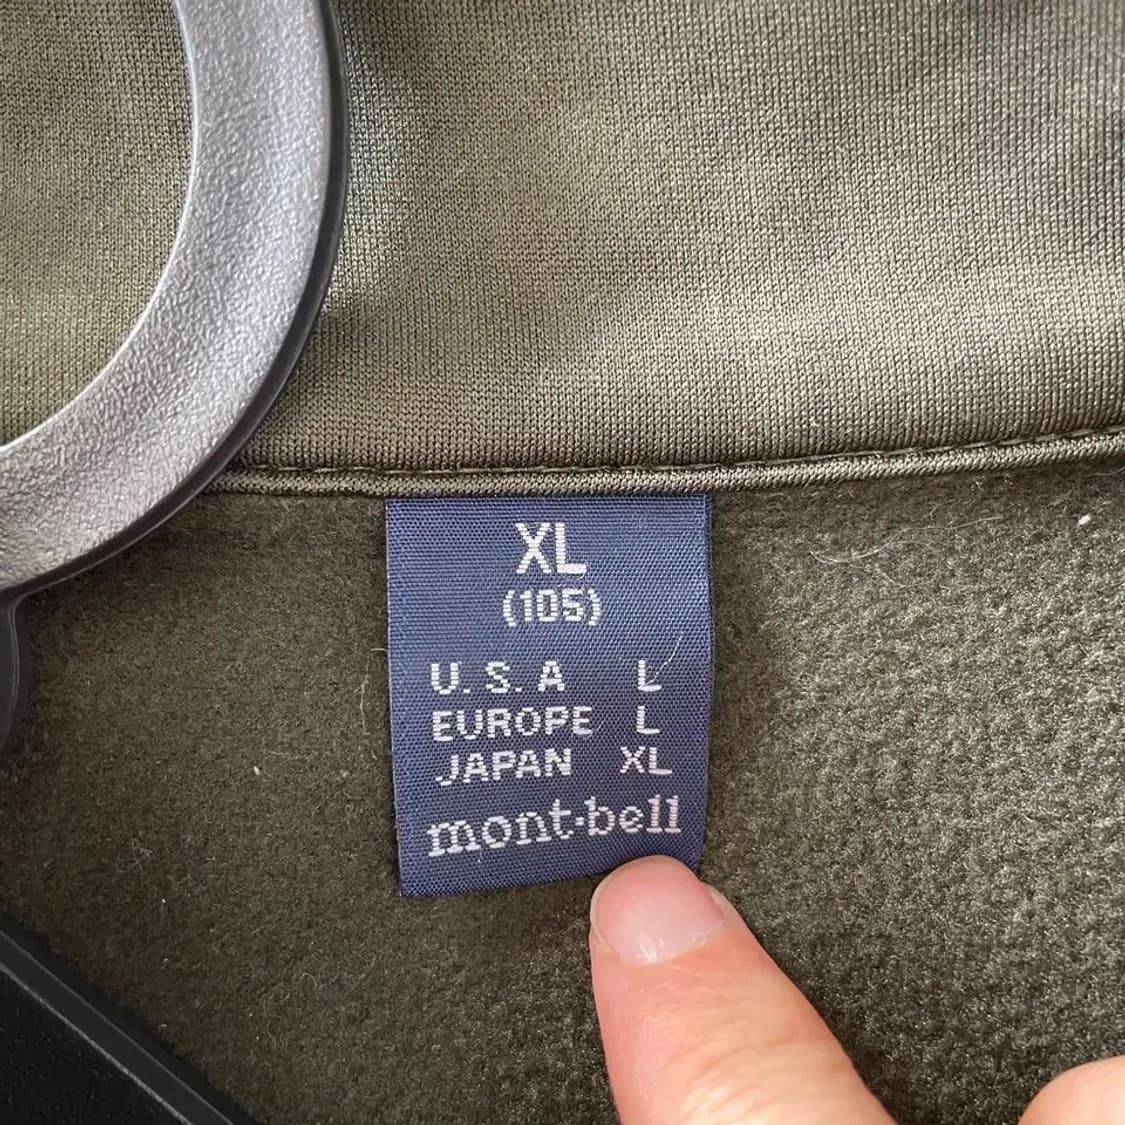 XL
(105)
U.S.A L
EUROPE L
JAPAN XL
mont·bell